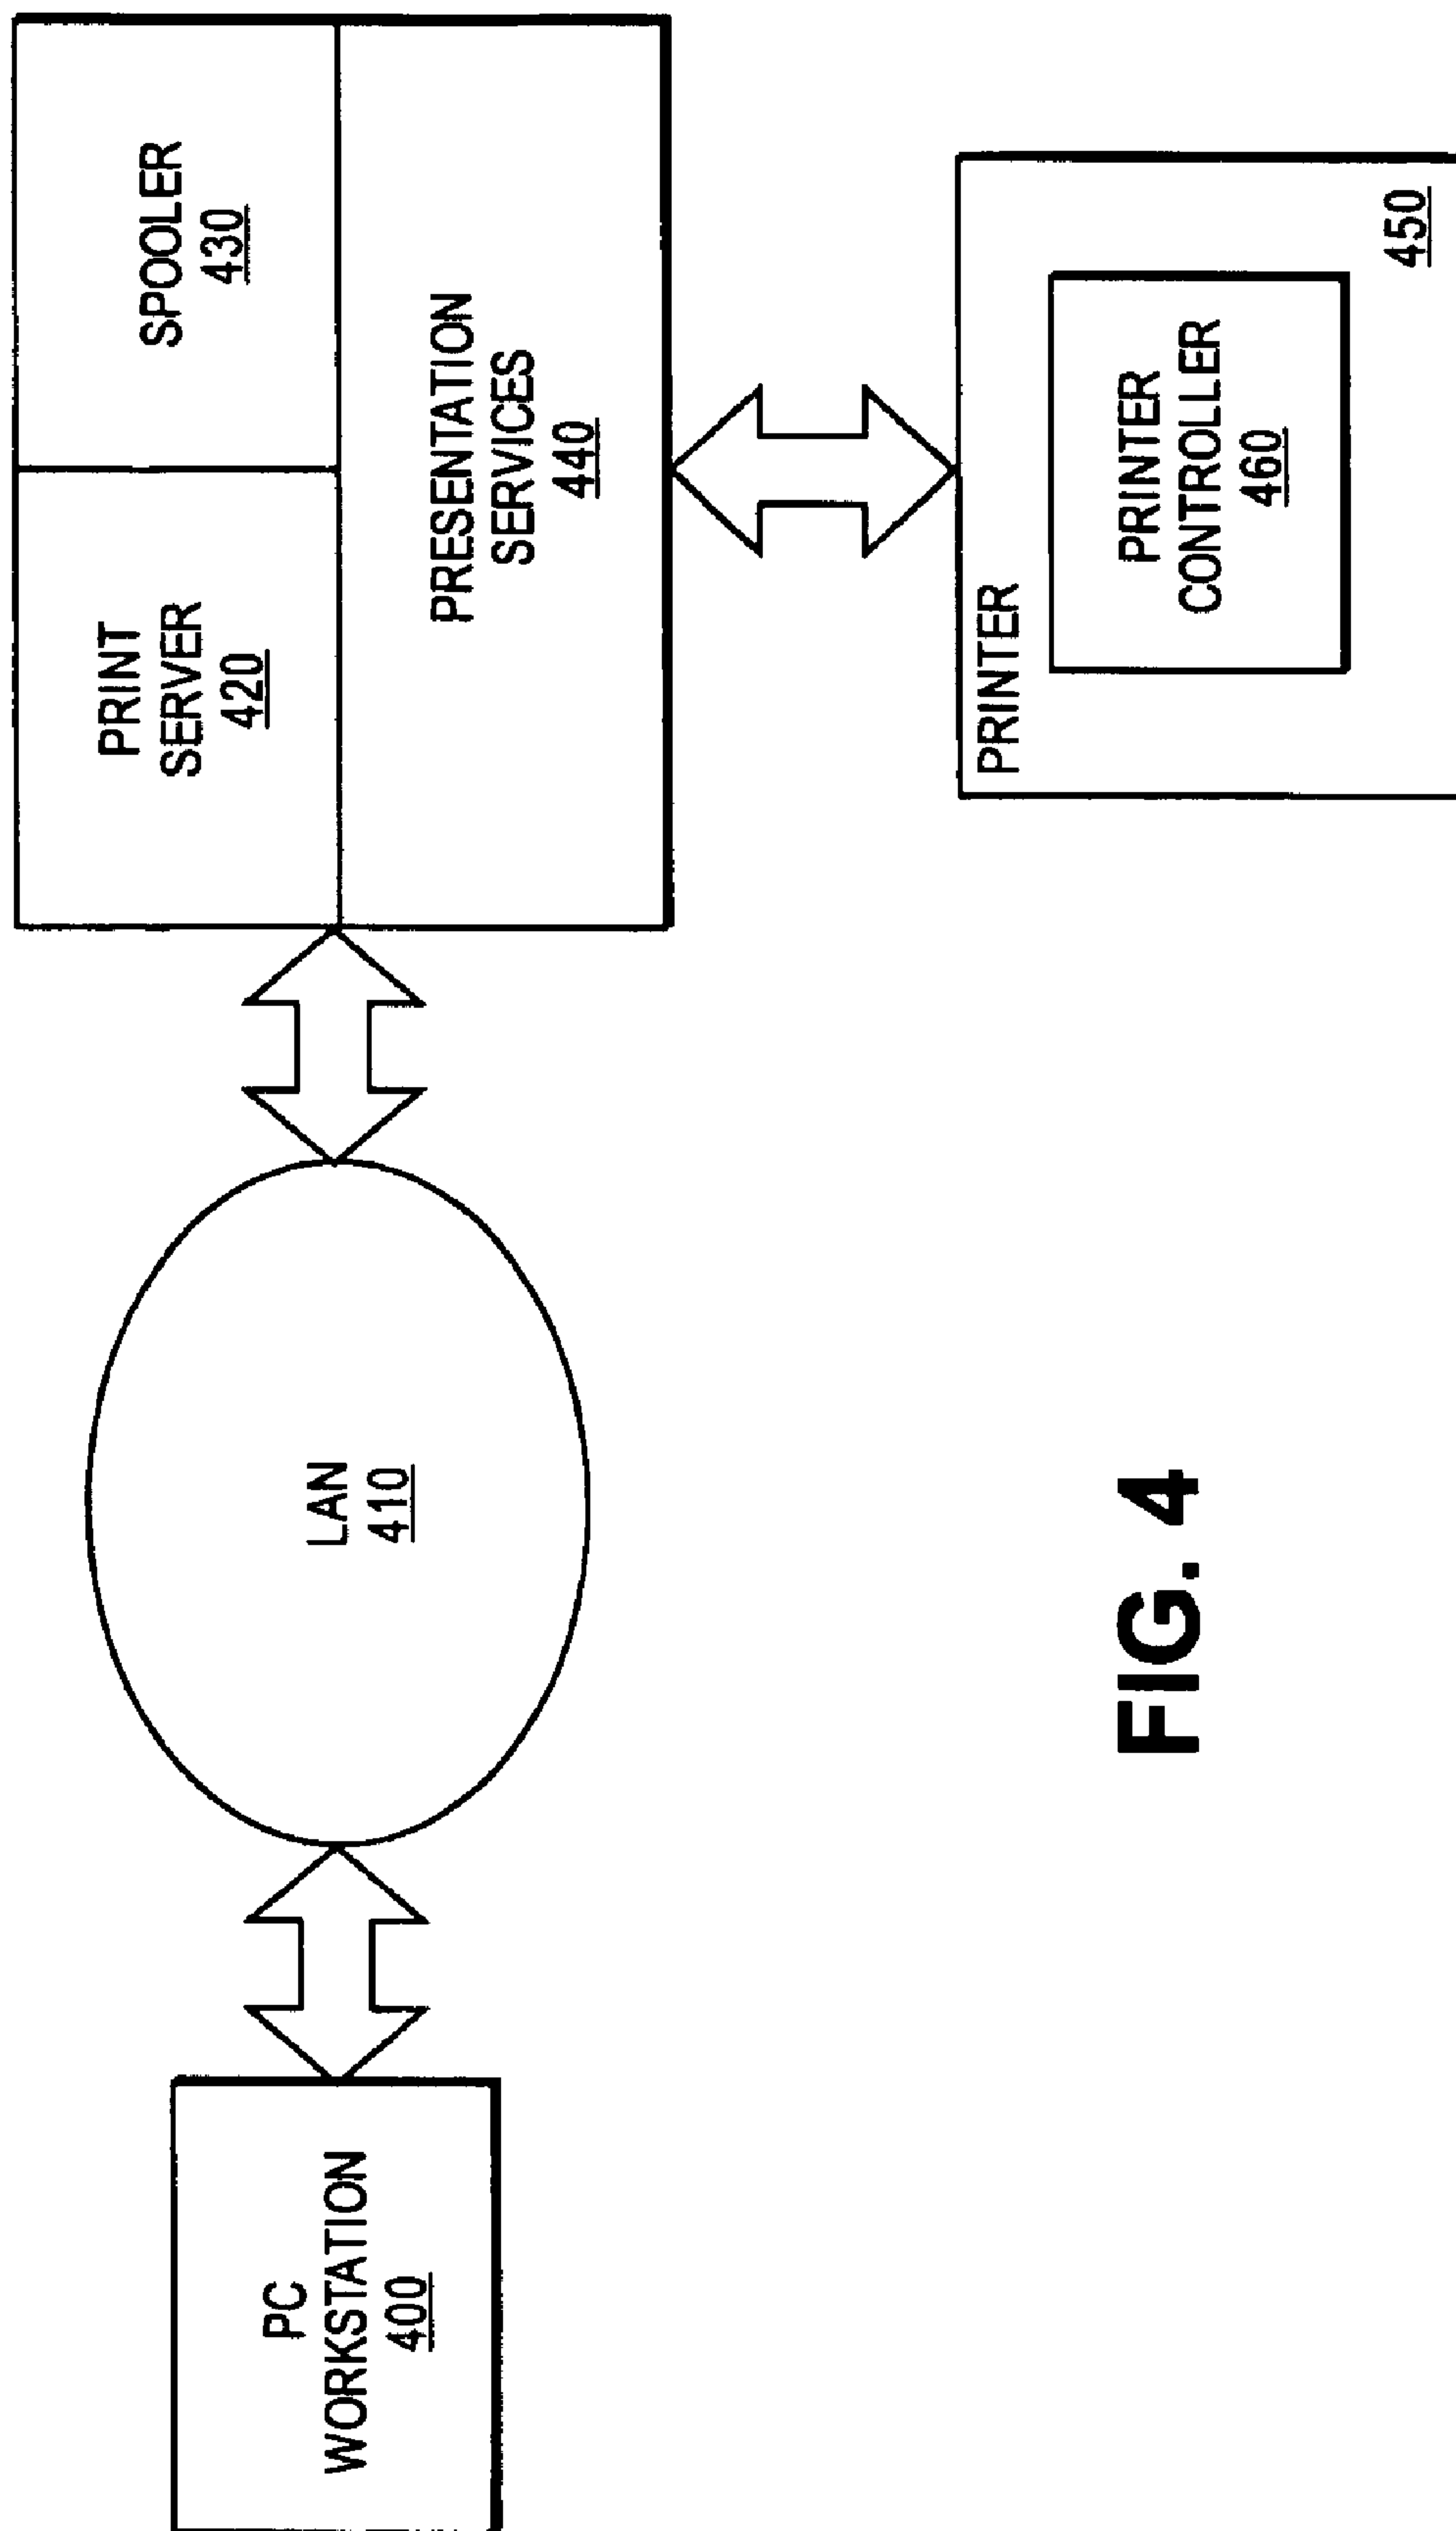 PC
WORKSTATION
400
LAN
410
PRINT
SERVER
420
SPOOLER
430
PRESENTATION
SERVICES
440
PRINTER
PRINTER
CONTROLLER
460
450
FIG. 4